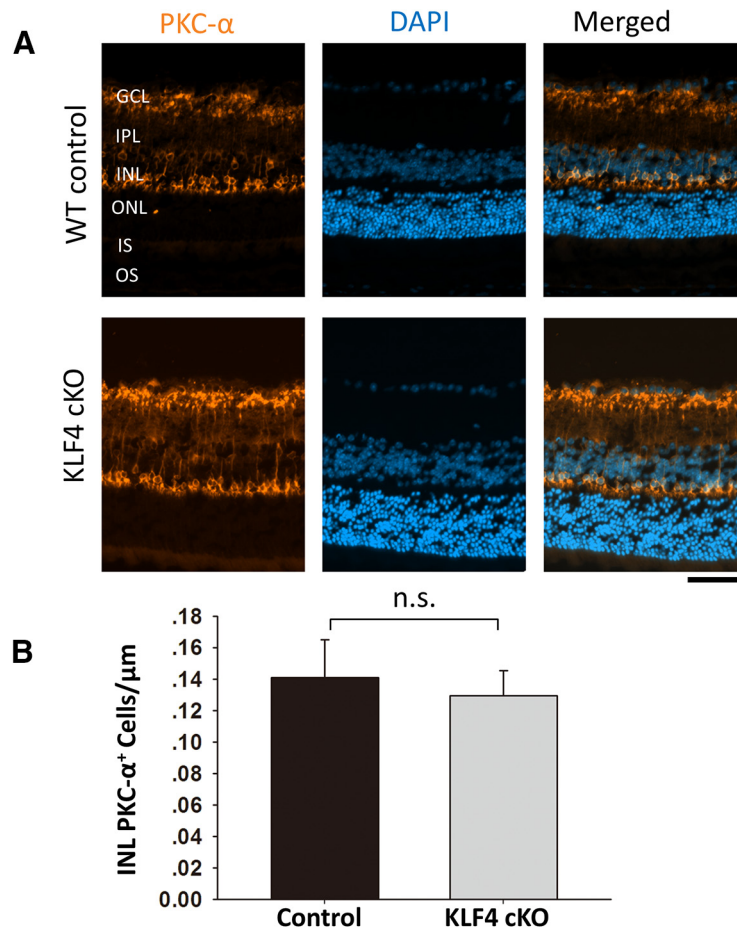 A
PKC-α
DAPI
Merged
WT control
GCL
IPL
INL
ONL
IS
OS
KLF4 cKO
B
n.s.
INL PKC-α⁺ Cells/μm
.18
.16
.14
.12
.10
.08
.06
.04
.02
0.00
Control
KLF4 cKO